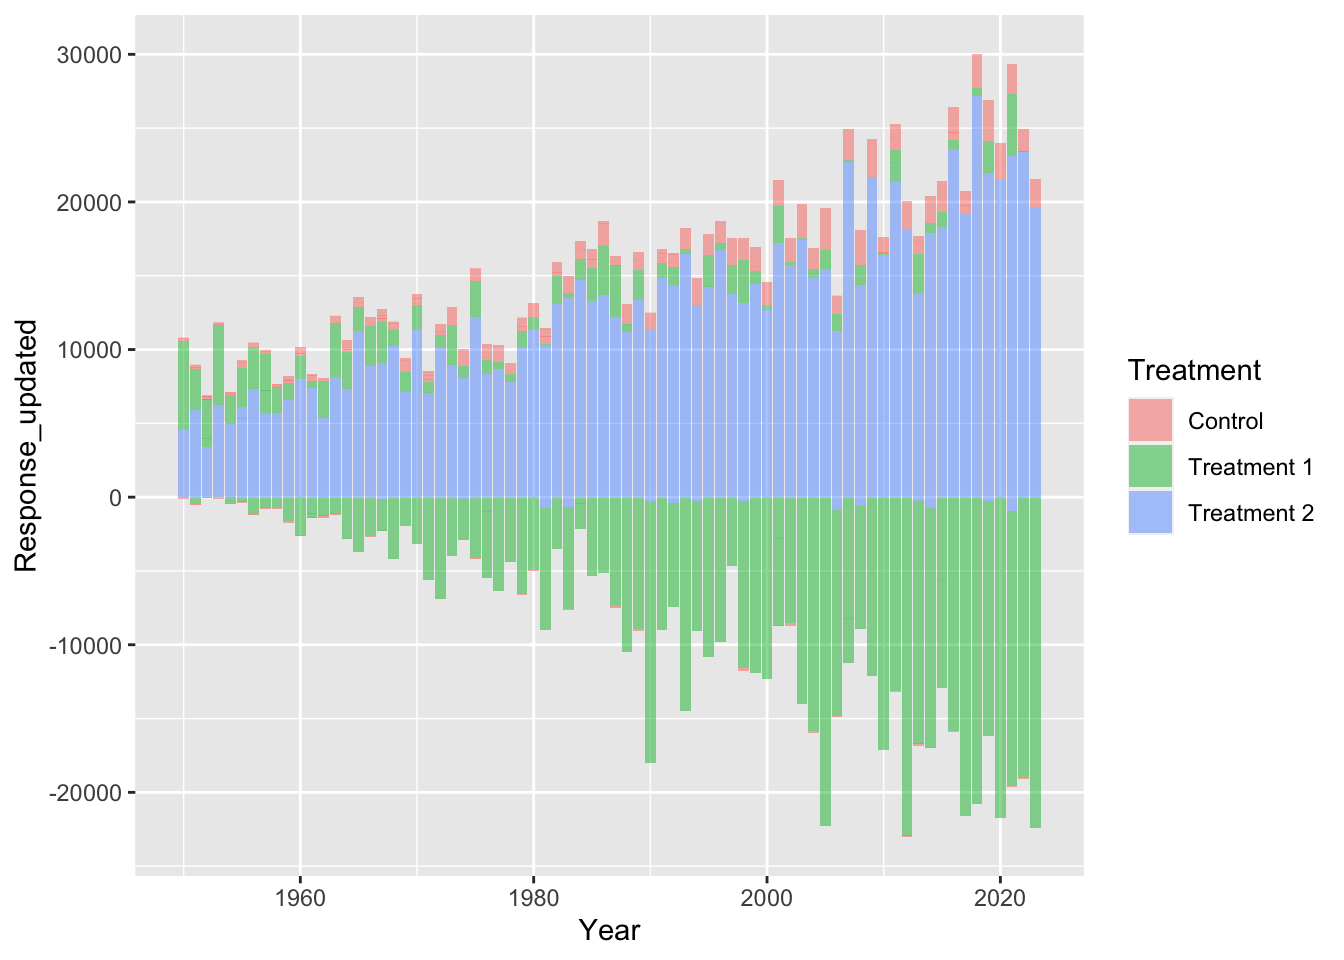 30000
20000
10000
0
-10000
-20000
Response_updated
1960
1980
2000
2020
Year
Treatment
Control
Treatment 1
Treatment 2